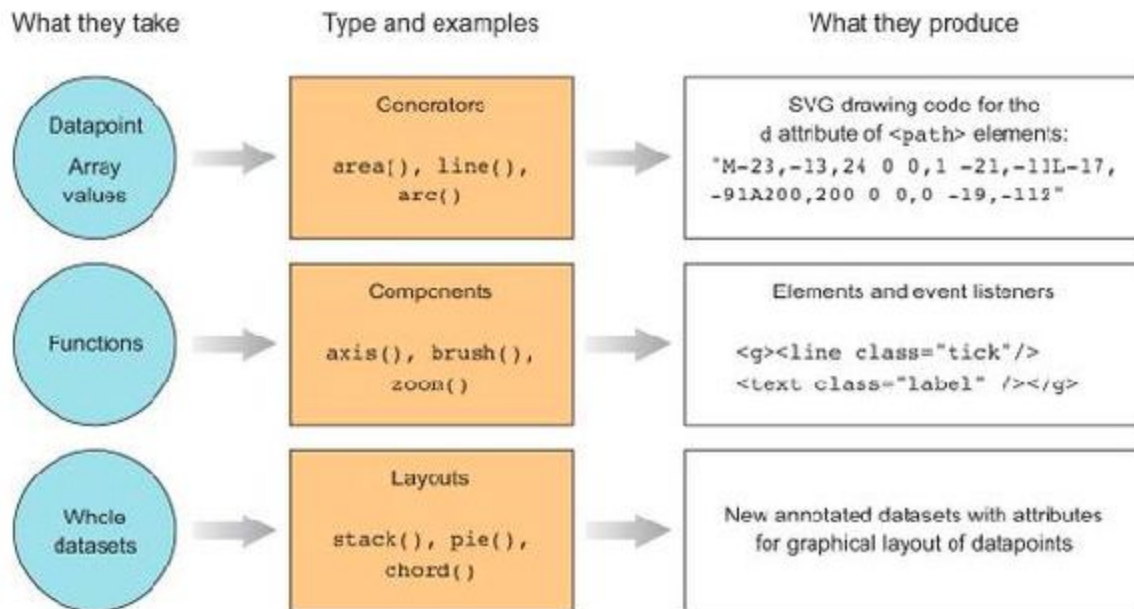 What they take
Type and examples
What they produce
Datapoint
Array
values
Generators
area(), line(),
arc()
SVG drawing code for the
d attribute of <path> elements:
"M-23,-13,24 0 0,1 -21,-11L-17,
-91A200,200 0 0,0 -19,-112"
Functions
Components
axis(), brush(),
zoom()
Elements and event listeners
<g><line class="tick"/>
<text class="label" /></g>
Whole
datasets
Layouts
stack(), pie(),
chord()
New annotated datasets with attributes
for graphical layout of datapoints